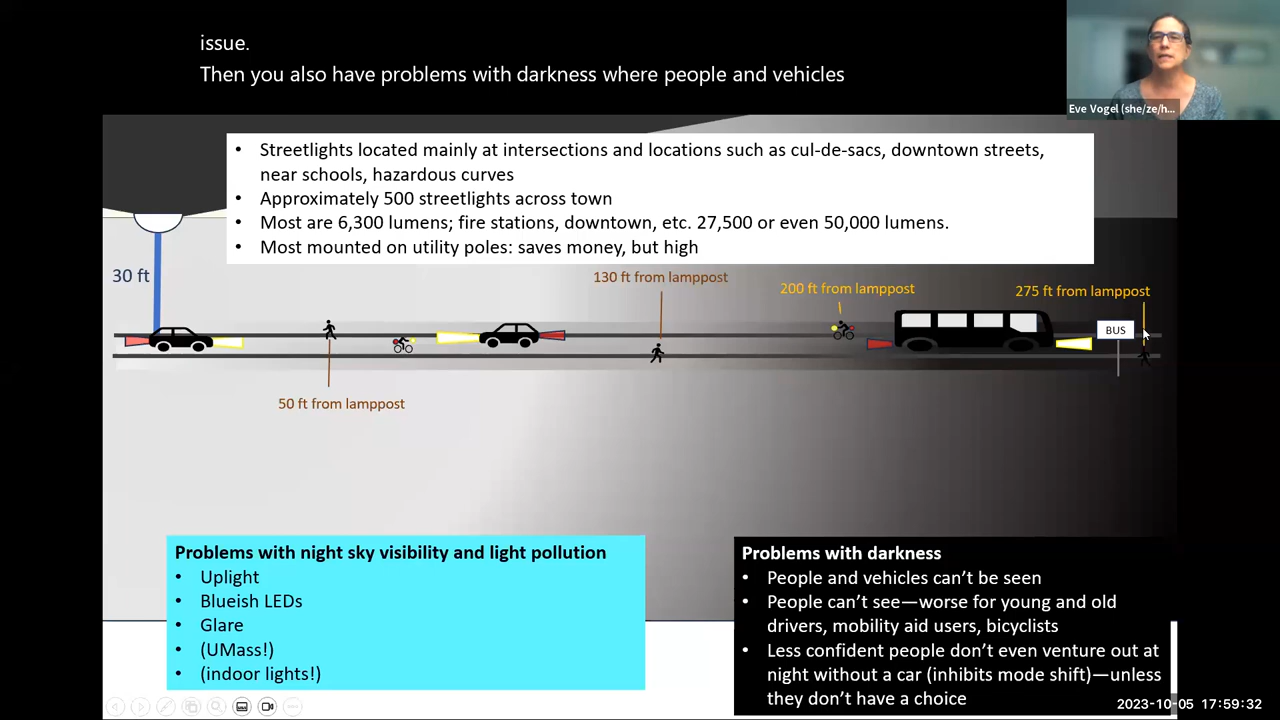 issue.
Then you also have problems with darkness where people and vehicles
Eve Vogel (she/ze/h...
• Streetlights located mainly at intersections and locations such as cul-de-sacs, downtown streets,
near schools, hazardous curves
• Approximately 500 streetlights across town
• Most are 6,300 lumens; fire stations, downtown, etc. 27,500 or even 50,000 lumens.
• Most mounted on utility poles: saves money, but high
30 ft
130 ft from lamppost
200 ft from lamppost
275 ft from lamppost
BUS
50 ft from lamppost
Problems with night sky visibility and light pollution
• Uplight
• Blueish LEDs
• Glare
• (UMass!)
• (indoor lights!)
Problems with darkness
• People and vehicles can’t be seen
• People can’t see—worse for young and old
drivers, mobility aid users, bicyclists
• Less confident people don’t even venture out at
night without a car (inhibits mode shift)—unless
they don’t have a choice
2023-10-05 17:59:32